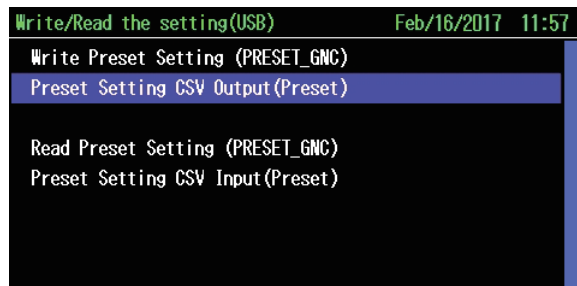 Write/Read the setting(USB) Feb/16/2017 11:57
Write Preset Setting (PRESET_GNC)
Preset Setting CSV Output(Preset)
Read Preset Setting (PRESET_GNC)
Preset Setting CSV Input(Preset)